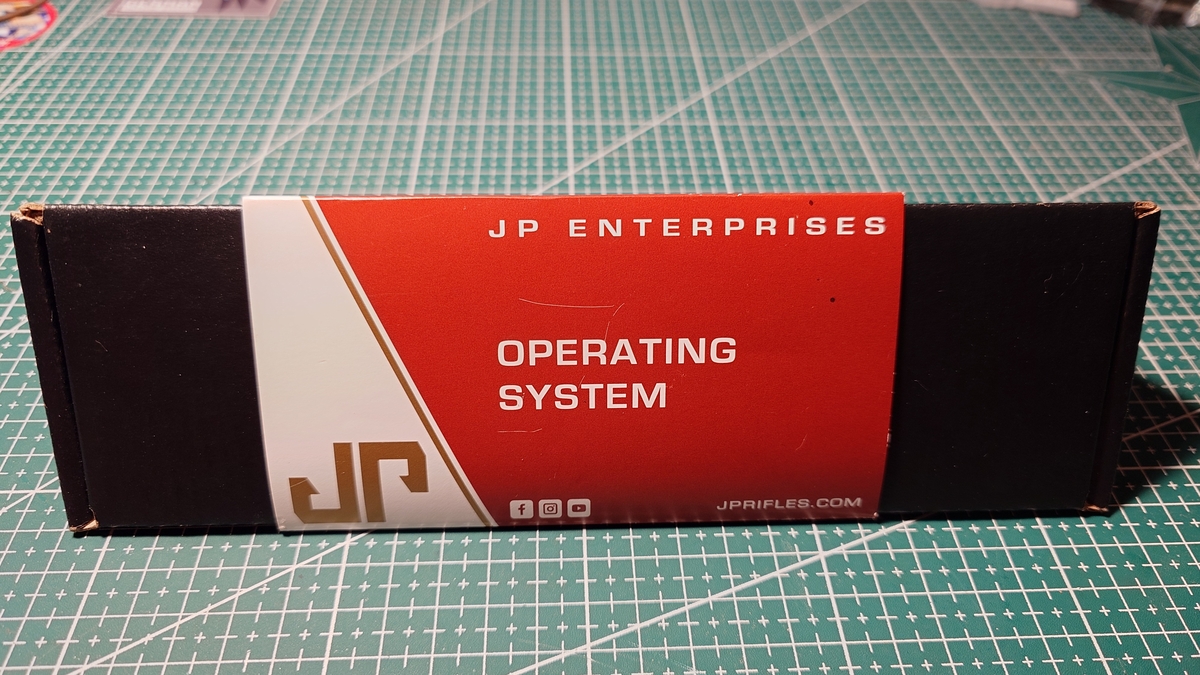 JP ENTERPRISES
OPERATING
SYSTEM
JP
JPRIFLES.COM